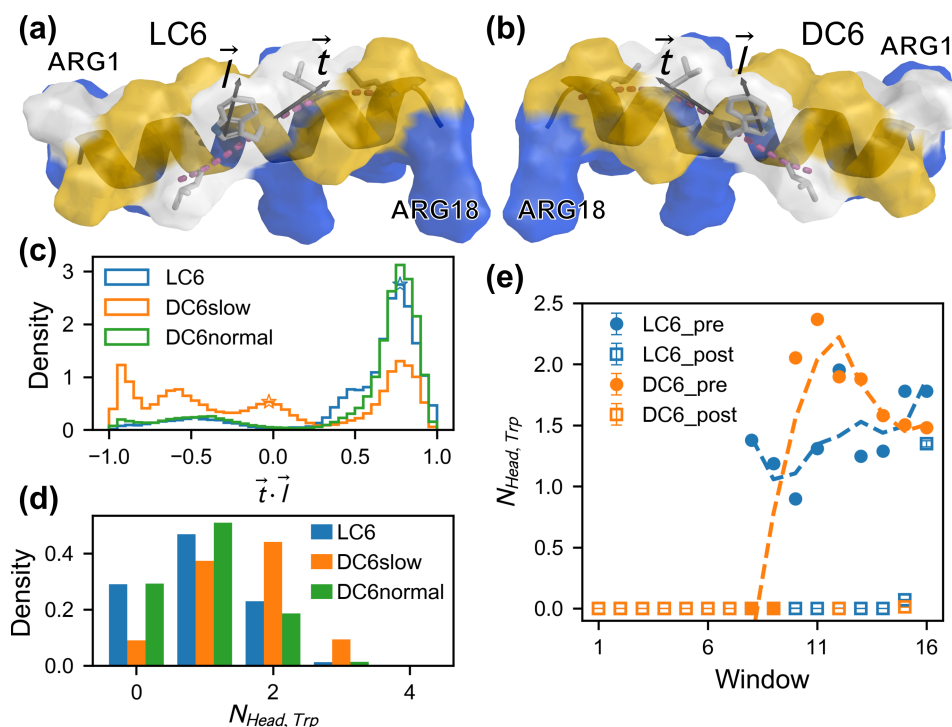 (a)
LC6
ARG1
l
t
ARG18
(b)
DC6
ARG1
t
l
ARG18
(c)
3
2
1
0
Density
LC6
DC6slow
DC6normal
−1.0 −0.5 0.0 0.5 1.0
t · l
(d)
0.4
0.2
0.0
Density
LC6
DC6slow
DC6normal
0 2 4
N_Head, Trp
(e)
2.5
2.0
1.5
1.0
0.5
0.0
N_Head, Trp
LC6_pre
LC6_post
DC6_pre
DC6_post
1 6 11 16
Window